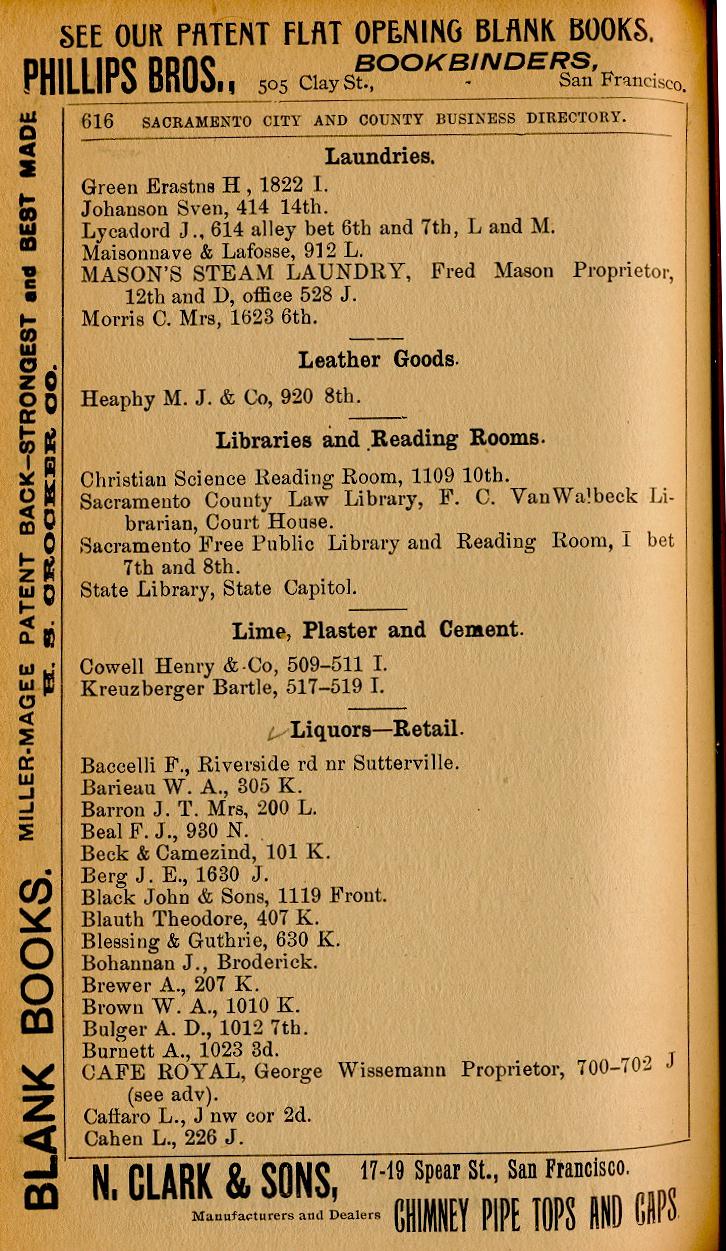 SEE OUR PATENT FLAT OPENING BLANK BOOKS.
PHILLIPS BROS., 505 Clay St., BOOKBINDERS, San Francisco.
616 SACRAMENTO CITY AND COUNTY BUSINESS DIRECTORY.
Laundries.
Green Erastns H , 1822 I.
Johanson Sven, 414 14th.
Lycadord J., 614 alley bet 6th and 7th, L and M.
Maisonnave & Lafosse, 912 L.
MASON'S STEAM LAUNDRY, Fred Mason Proprietor,
12th and D, office 528 J.
Morris C. Mrs, 1623 6th.
Leather Goods.
Heaphy M. J. & Co, 920 8th.
Libraries and Reading Rooms.
Christian Science Reading Room, 1109 10th.
Sacramento County Law Library, F. C. VanWalbeck Li-
brarian, Court House.
Sacramento Free Public Library and Reading Room, I bet
7th and 8th.
State Library, State Capitol.
Lime, Plaster and Cement.
Cowell Henry & Co, 509–511 I.
Kreuzberger Bartle, 517–519 I.
Liquors—Retail.
Baccelli F., Riverside rd nr Sutterville.
Barieau W. A., 305 K.
Barron J. T. Mrs, 200 L.
Beal F. J., 930 N.
Beck & Camezind, 101 K.
Berg J. E., 1630 J.
Black John & Sons, 1119 Front.
Blauth Theodore, 407 K.
Blessing & Guthrie, 630 K.
Bohannan J., Broderick.
Brewer A., 207 K.
Brown W. A., 1010 K.
Bulger A. D., 1012 7th.
Burnett A., 1023 3d.
CAFE ROYAL, George Wissemann Proprietor, 700–702 J
(see adv).
Caffaro L., J nw cor 2d.
Cahen L., 226 J.
N. CLARK & SONS, 17-19 Spear St., San Francisco.
Manufacturers and Dealers CHIMNEY PIPE TOPS AND CAPS
BLANK BOOKS. MILLER-MAGEE PATENT BACK–STRONGEST and BEST MADE
H. S. CROCKER CO.